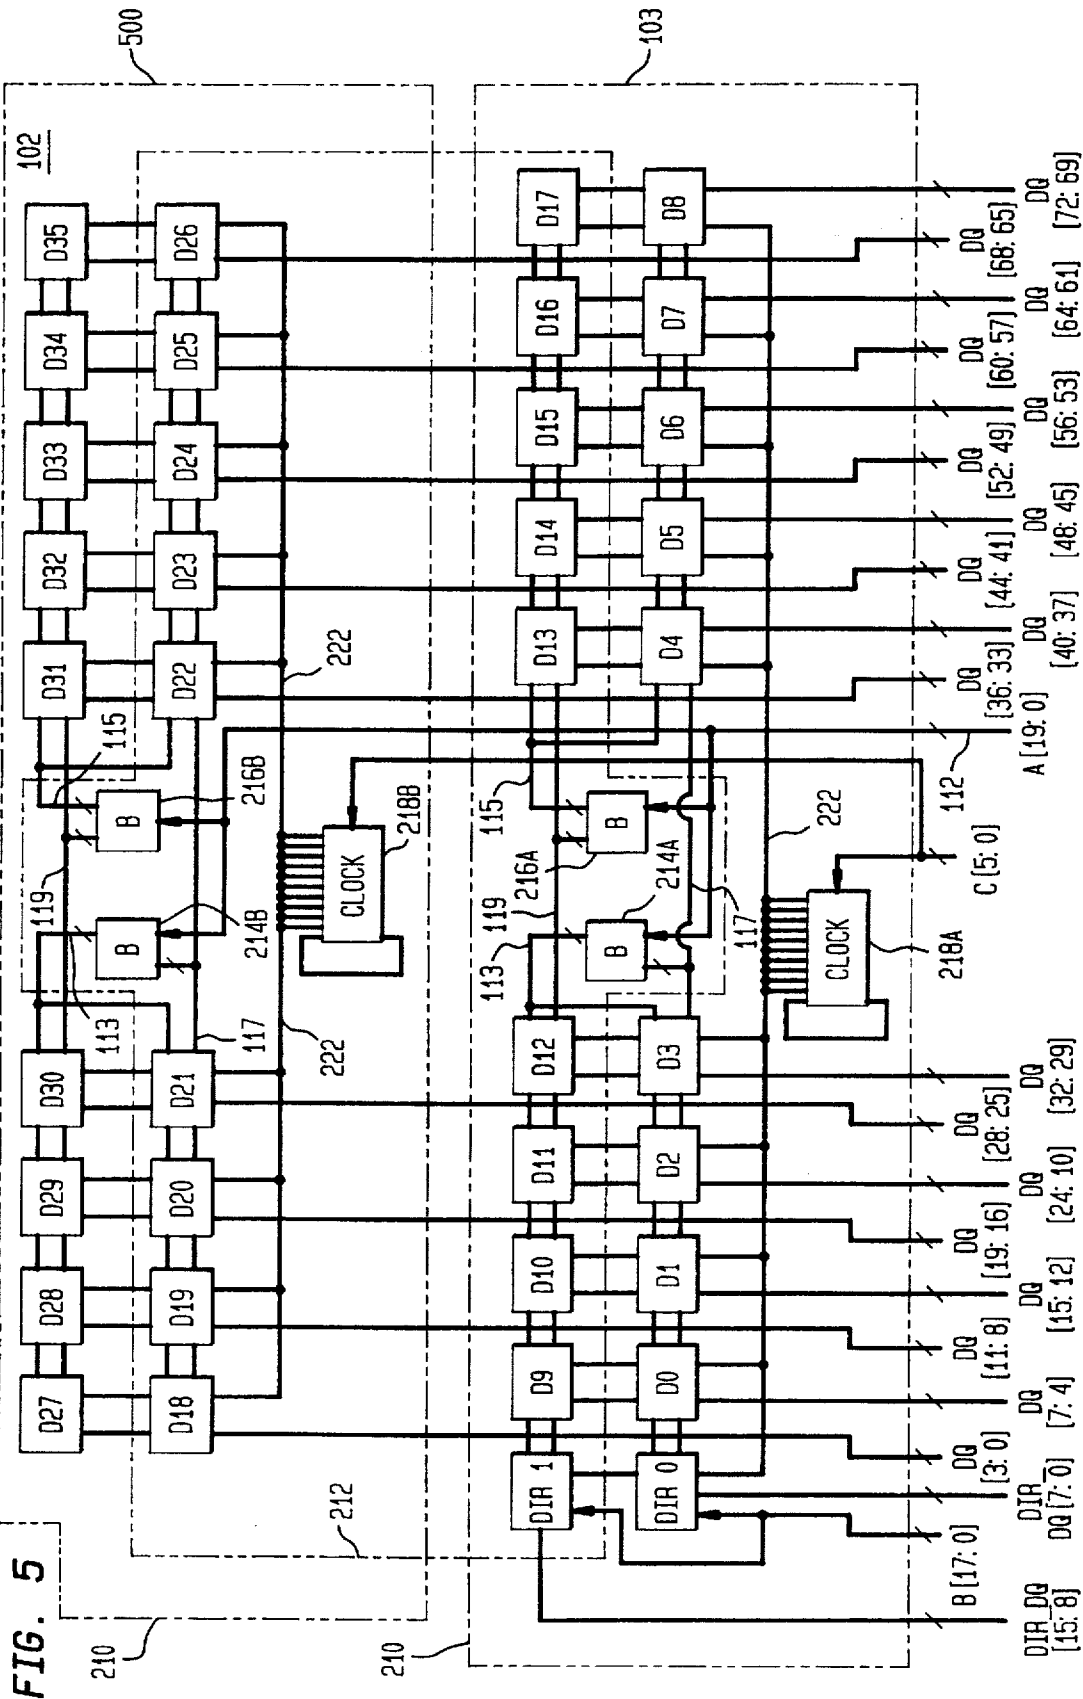 FIG. 5
102
500
D27 D28 D29 D30 D31 D32 D33 D34 D35
113 119 115
B B
214B 216B
D18 D19 D20 D21 D22 D23 D24 D25 D26
117
222 222
CLOCK
218B
210
212
103
DIR 1 D9 D10 D11 D12 D13 D14 D15 D16 D17
113 119 115
B B
216A 214A
117
DIR 0 D0 D1 D2 D3 D4 D5 D6 D7 D8
222
CLOCK
218A
210
DIR_DQ
[15: 8]
B [17: 0]
DIR_
DQ [7: 0]
DQ
[3: 0]
DQ
[7: 4]
DQ
[11: 8]
DQ
[15: 12]
DQ
[19: 16]
DQ
[24: 10]
DQ
[28: 25]
DQ
[32: 29]
C [5: 0]
112
A [19: 0]
DQ
[36: 33]
DQ
[40: 37]
DQ
[44: 41]
DQ
[48: 45]
DQ
[52: 49]
DQ
[56: 53]
DQ
[60: 57]
DQ
[64: 61]
DQ
[68: 65]
DQ
[72: 69]